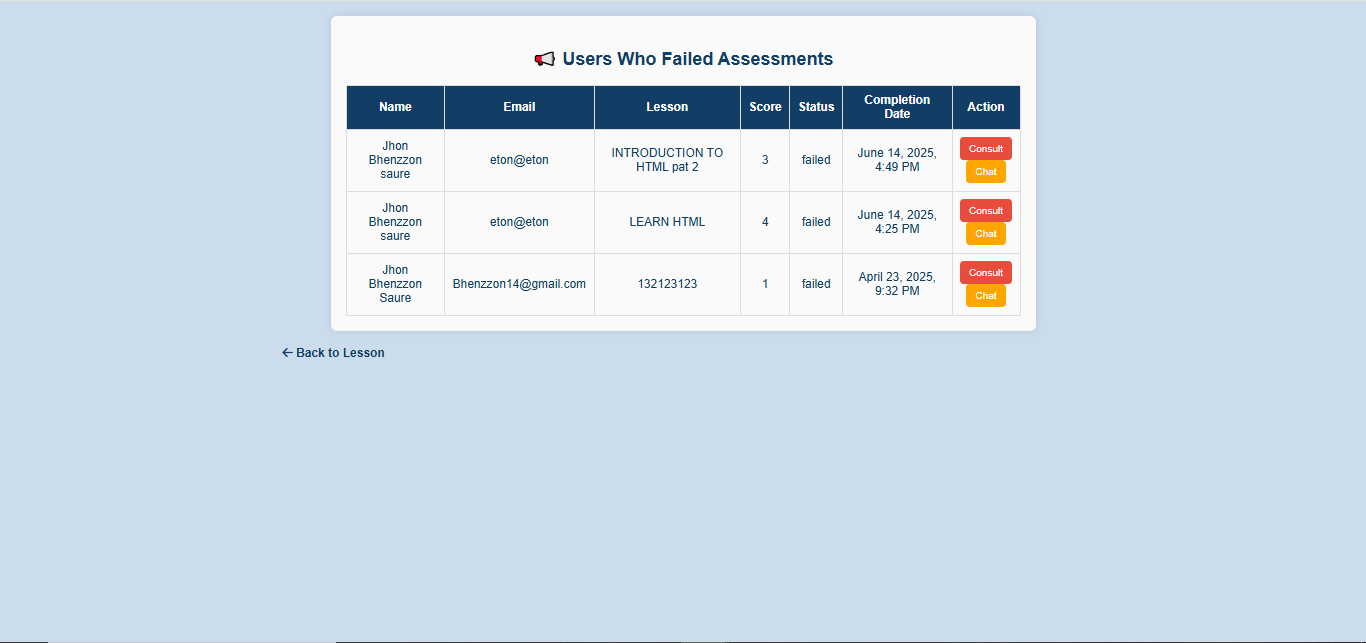 Users Who Failed Assessments
Name Email Lesson Score Status Completion Date Action
Jhon Bhenzzon saure eton@eton INTRODUCTION TO HTML pat 2 3 failed June 14, 2025, 4:49 PM Consult Chat
Jhon Bhenzzon saure eton@eton LEARN HTML 4 failed June 14, 2025, 4:25 PM Consult Chat
Jhon Bhenzzon Saure Bhenzzon14@gmail.com 132123123 1 failed April 23, 2025, 9:32 PM Consult Chat
← Back to Lesson